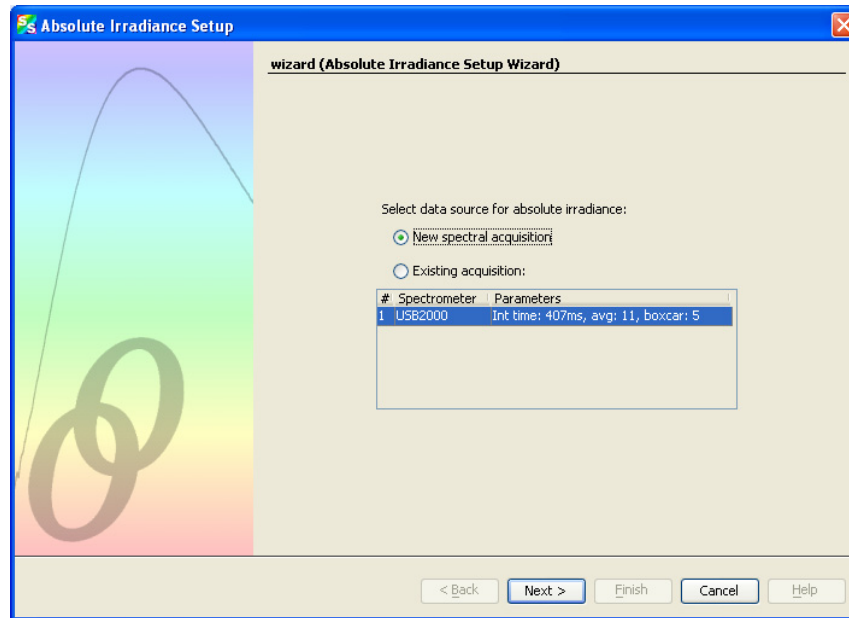 Absolute Irradiance Setup
wizard (Absolute Irradiance Setup Wizard)
Select data source for absolute irradiance:
New spectral acquisition
Existing acquisition:
# Spectrometer Parameters
1 USB2000 Int time: 407ms, avg: 11, boxcar: 5
< Back Next > Finish Cancel Help